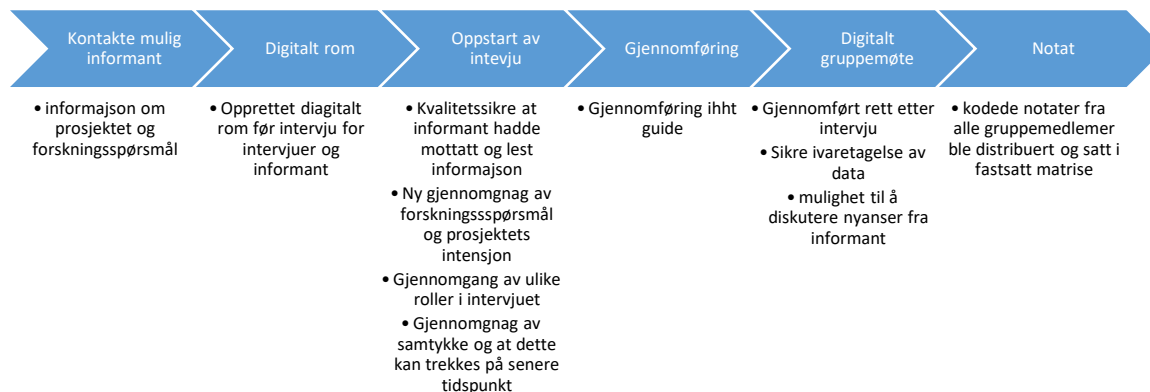 Kontakte mulig
informant
Digitalt rom
Oppstart av
intevju
Gjennomføring
Digitalt
gruppemøte
Notat
• informajson om
prosjektet og
forskningsspørsmål
• Opprettet diagitalt
rom før intervju for
intervjuer og
informant
• Kvalitetssikre at
informant hadde
mottatt og lest
informajson
• Ny gjennomgnag av
forskningssspørsmål
og prosjektets
intensjon
• Gjennomgang av ulike
roller i intervjuet
• Gjennomgnag av
samtykke og at dette
kan trekkes på senere
tidspunkt
• Gjennomføring ihht
guide
• Gjennomført rett etter
intervju
• Sikre ivaretagelse av
data
• mulighet til å
diskutere nyanser fra
informant
• kodede notater fra
alle gruppemedlemer
ble distribuert og satt i
fastsatt matrise